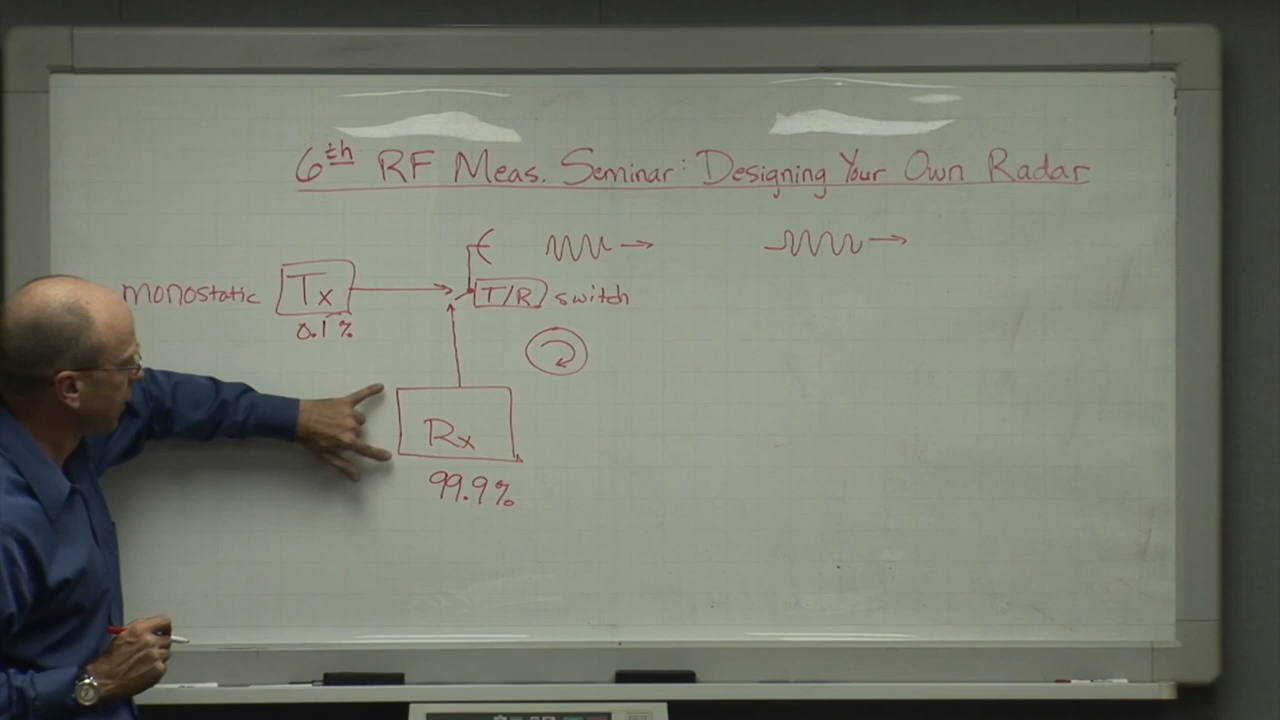 6th RF Meas. Seminar: Designing Your Own Radar
monostatic Tx T/R switch
0.1%
Rx
99.9%